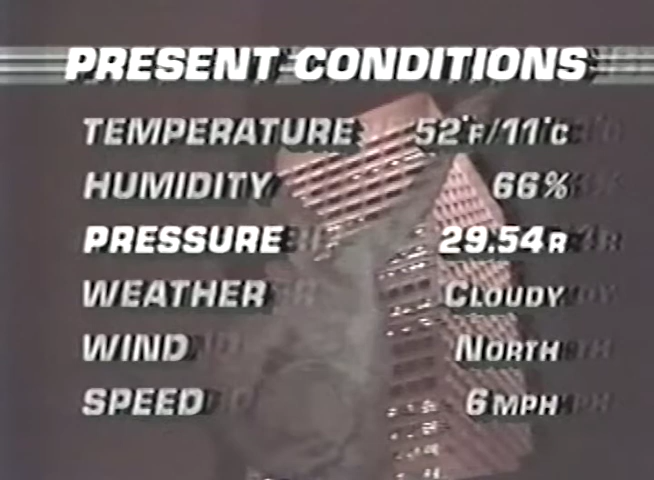 PRESENT CONDITIONS
TEMPERATURE 52°F/11°C
HUMIDITY 66%
PRESSURE 29.54R
WEATHER CLOUDY
WIND NORTH
SPEED 6MPH